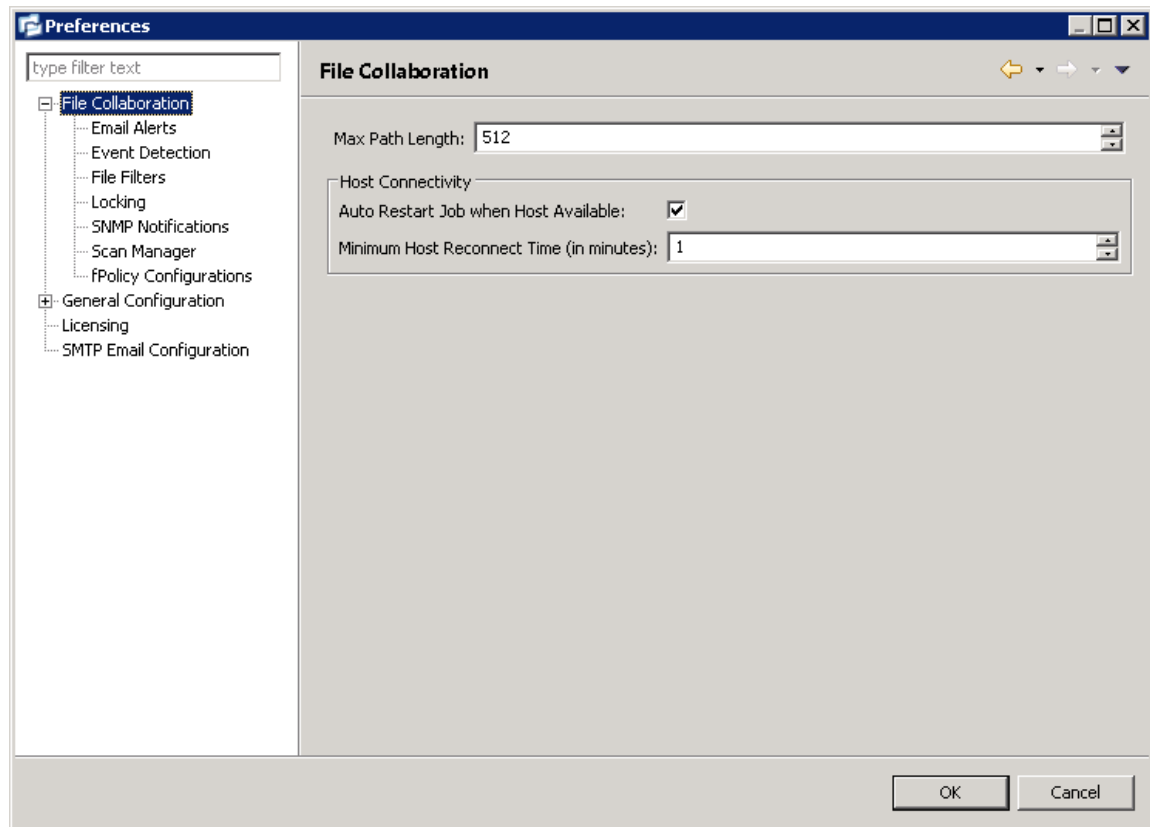 Preferences
type filter text
File Collaboration
Email Alerts
Event Detection
File Filters
Locking
SNMP Notifications
Scan Manager
fPolicy Configurations
General Configuration
Licensing
SMTP Email Configuration
File Collaboration
Max Path Length: 512
Host Connectivity
Auto Restart Job when Host Available:
Minimum Host Reconnect Time (in minutes): 1
OK Cancel